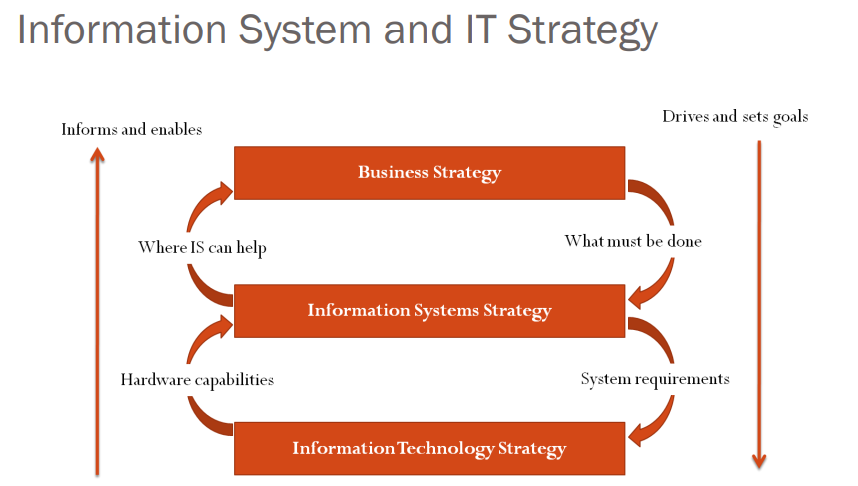 Information System and IT Strategy
Informs and enables
Drives and sets goals
Business Strategy
Where IS can help
What must be done
Information Systems Strategy
Hardware capabilities
System requirements
Information Technology Strategy